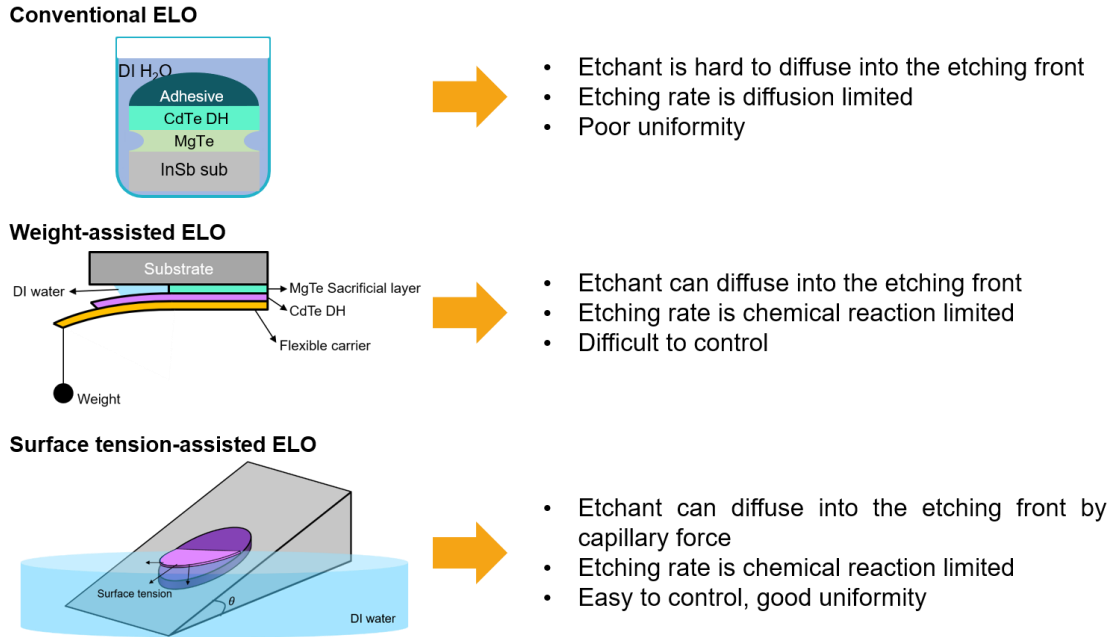 Conventional ELO
DI H₂O
Adhesive
CdTe DH
MgTe
InSb sub
• Etchant is hard to diffuse into the etching front
• Etching rate is diffusion limited
• Poor uniformity
Weight-assisted ELO
Substrate
DI water
MgTe Sacrificial layer
CdTe DH
Flexible carrier
Weight
• Etchant can diffuse into the etching front
• Etching rate is chemical reaction limited
• Difficult to control
Surface tension-assisted ELO
Surface tension
θ
DI water
• Etchant can diffuse into the etching front by
capillary force
• Etching rate is chemical reaction limited
• Easy to control, good uniformity